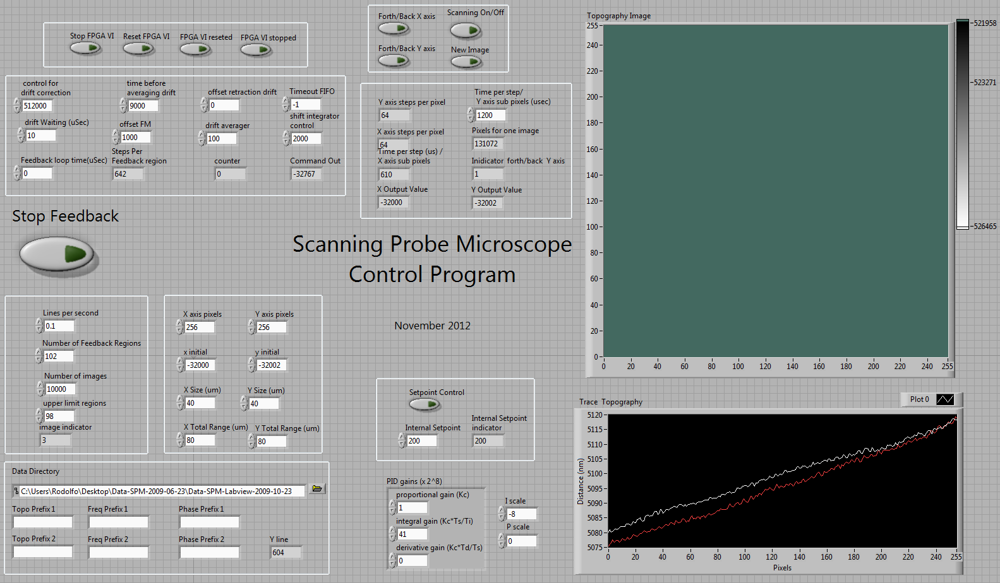 Stop FPGA VI
Reset FPGA VI
FPGA VI reseted
FPGA VI stopped
control for
drift correction
512000
time before
averaging drift
9000
offset retraction drift
0
Timeout FIFO
-1
drift Waiting (uSec)
10
offset FM
1000
drift averager
100
shift integrator
control
2000
Feedback loop time(uSec)
0
Steps Per
Feedback region
642
counter
0
Command Out
-32767
Forth/Back X axis
Scanning On/Off
Forth/Back Y axis
New Image
Y axis steps per pixel
64
Time per step/
Y axis sub pixels (usec)
1200
X axis steps per pixel
64
Pixels for one image
131072
Time per step (us) /
X axis sub pixels
610
Inidicator forth/back Y axis
1
X Output Value
-32000
Y Output Value
-32002
Stop Feedback
Scanning Probe Microscope
Control Program
November 2012
Lines per second
0.1
Number of Feedback Regions
102
Number of images
10000
upper limit regions
98
image indicator
3
X axis pixels
256
Y axis pixels
256
x initial
-32000
y initial
-32002
X Size (um)
40
Y Size (um)
40
X Total Range (um)
80
Y Total Range (um)
80
Setpoint Control
Internal Setpoint
200
Internal Setpoint
indicator
200
Data Directory
C:\Users\Rodolfo\Desktop\Data-SPM-2009-06-23\Data-SPM-Labview-2009-10-23
Topo Prefix 1
Freq Prefix 1
Phase Prefix 1
Topo Prefix 2
Freq Prefix 2
Phase Prefix 2
Y line
604
PID gains (x 2^8)
proportional gain (Kc)
1
integral gain (Kc*Ts/Ti)
41
derivative gain (Kc*Td/Ts)
0
I scale
-8
P scale
0
Topography Image
255
240
220
200
180
160
140
120
100
80
60
40
20
0
0 20 40 60 80 100 120 140 160 180 200 220 240 255
-521958
-523271
-526465
Trace Topography
Plot 0
Distance (nm)
5120
5115
5110
5105
5100
5095
5090
5085
5080
5075
0 20 40 60 80 100 120 140 160 180 200 220 240 255
Pixels